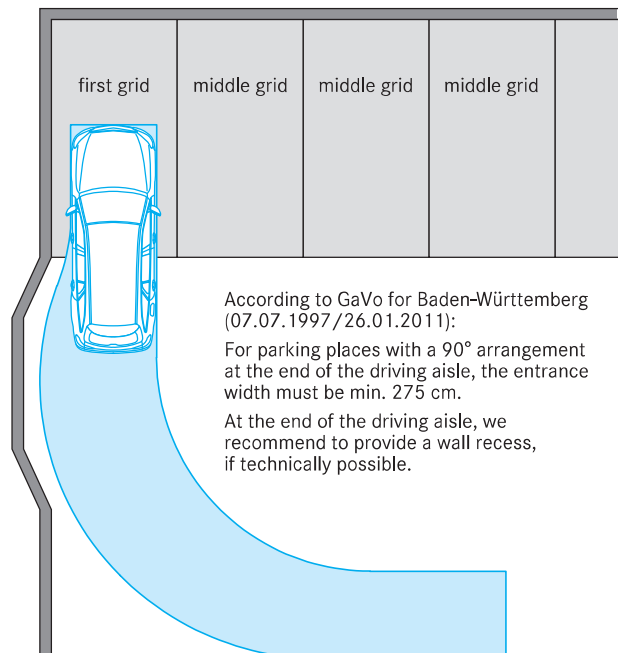 first grid
middle grid
middle grid
middle grid
According to GaVo for Baden-Württemberg
(07.07.1997/26.01.2011):
For parking places with a 90° arrangement
at the end of the driving aisle, the entrance
width must be min. 275 cm.
At the end of the driving aisle, we
recommend to provide a wall recess,
if technically possible.